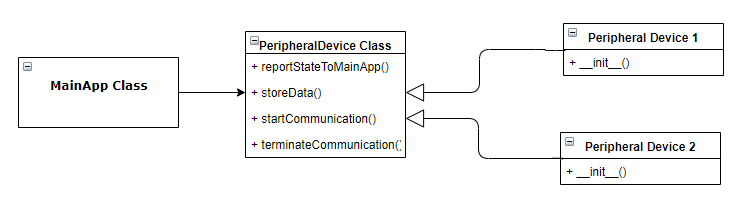 MainApp Class
PeripheralDevice Class
+ reportStateToMainApp()
+ storeData()
+ startCommunication()
+ terminateCommunication()
Peripheral Device 1
+ __init__()
Peripheral Device 2
+ __init__()